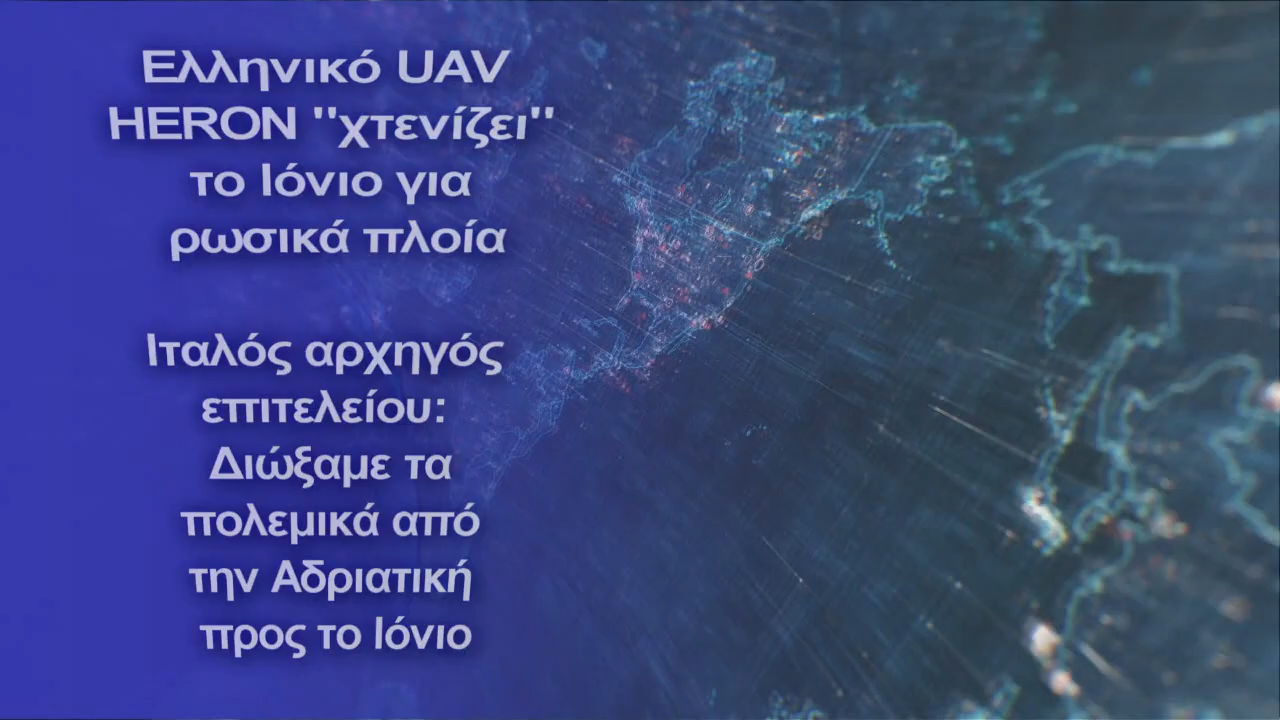 Ελληνικό UAV
HERON "χτενίζει"
το Ιόνιο για
ρωσικά πλοία
Ιταλός αρχηγός
επιτελείου:
Διώξαμε τα
πολεμικά από
την Αδριατική
προς το Ιόνιο